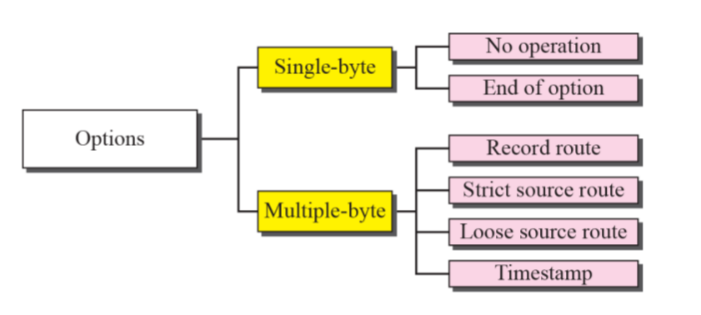 Options
Single-byte
No operation
End of option
Multiple-byte
Record route
Strict source route
Loose source route
Timestamp